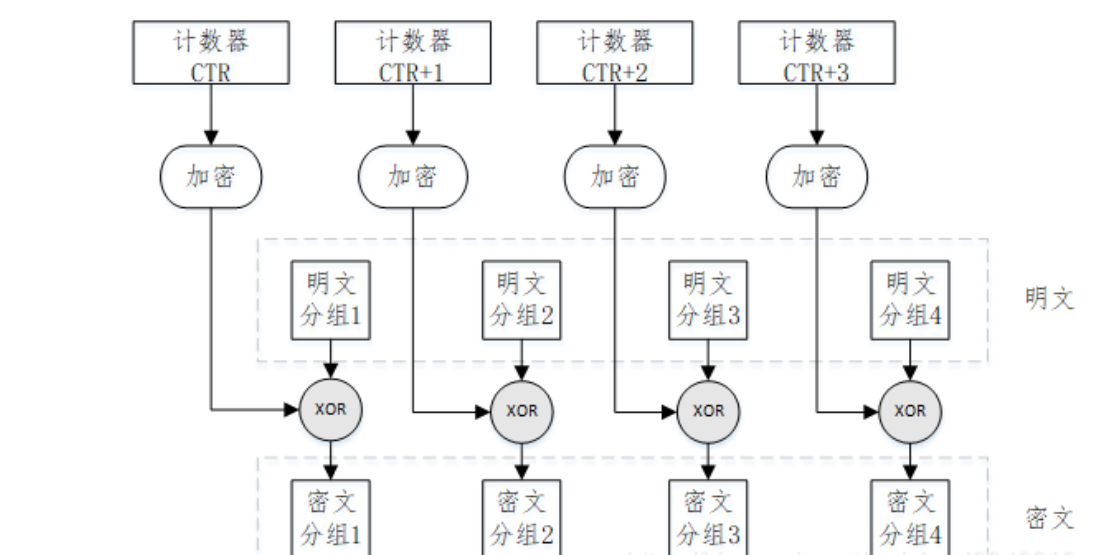 计数器 计数器 计数器 计数器
CTR CTR+1 CTR+2 CTR+3
加密 加密 加密 加密
明文 明文 明文 明文
分组1 分组2 分组3 分组4
明文
XOR XOR XOR XOR
密文 密文 密文 密文
分组1 分组2 分组3 分组4
密文